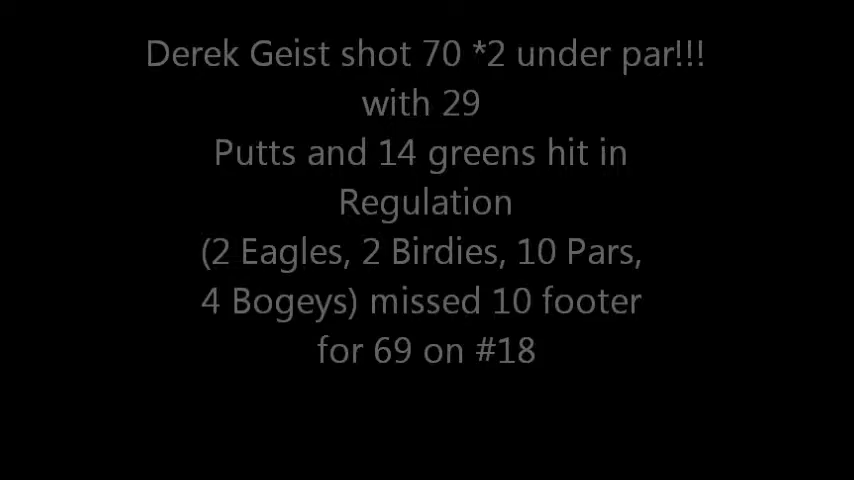 Derek Geist shot 70 *2 under par!!!
with 29
Putts and 14 greens hit in
Regulation
(2 Eagles, 2 Birdies, 10 Pars,
4 Bogeys) missed 10 footer
for 69 on #18